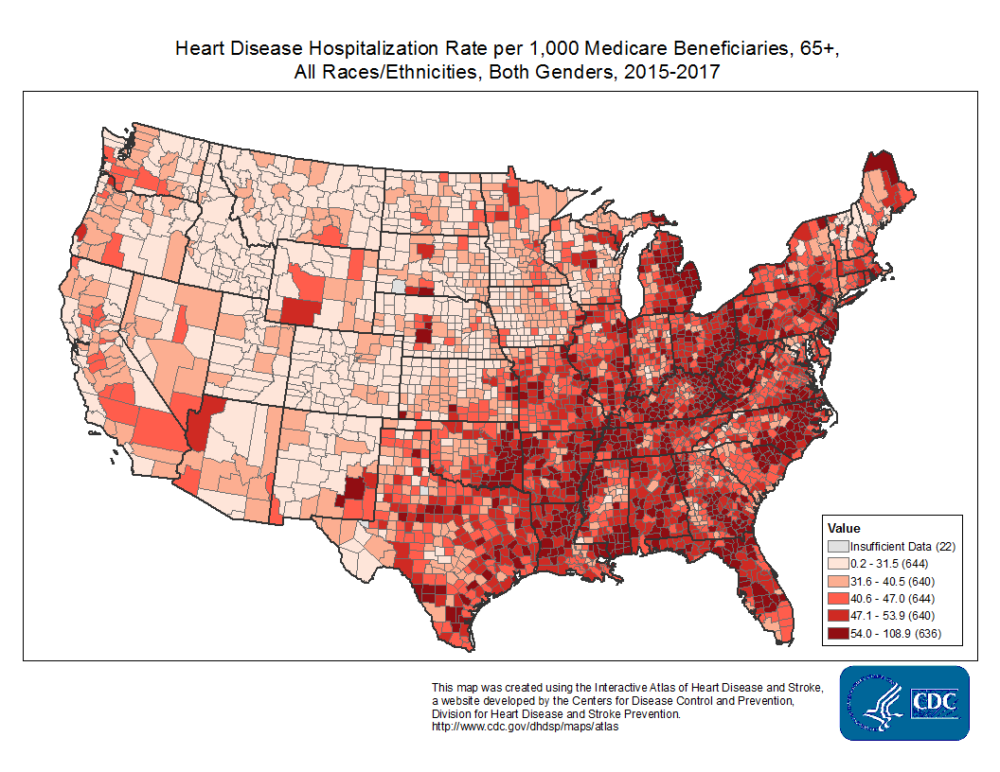 Heart Disease Hospitalization Rate per 1,000 Medicare Beneficiaries, 65+,
All Races/Ethnicities, Both Genders, 2015-2017
Value
Insufficient Data (22)
0.2 - 31.5 (644)
31.6 - 40.5 (640)
40.6 - 47.0 (644)
47.1 - 53.9 (640)
54.0 - 108.9 (636)
This map was created using the Interactive Atlas of Heart Disease and Stroke,
a website developed by the Centers for Disease Control and Prevention,
Division for Heart Disease and Stroke Prevention.
http://www.cdc.gov/dhdsp/maps/atlas
CDC